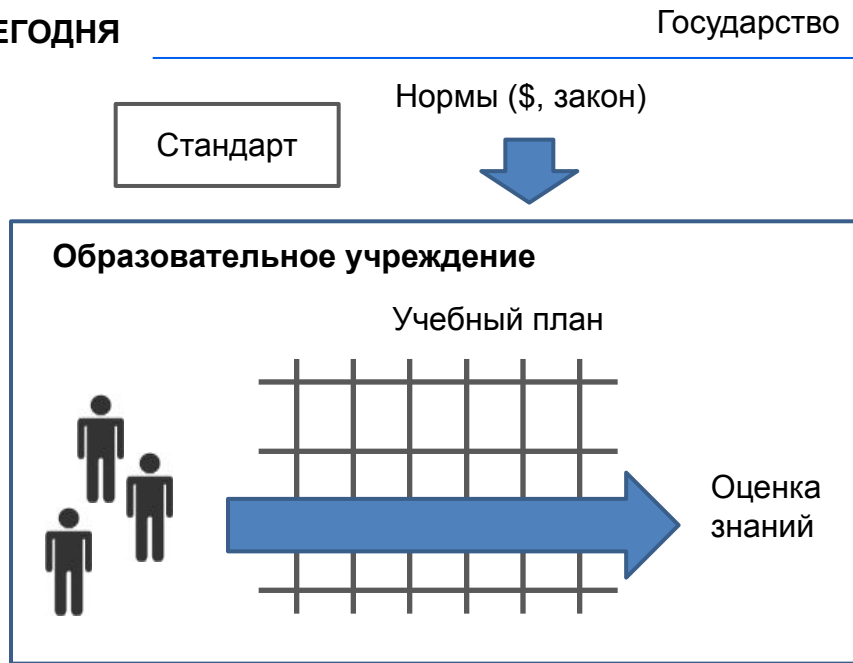 ЕГОДНЯ
Государство
Нормы ($, закон)
Стандарт
Образовательное учреждение
Учебный план
Оценка
знаний